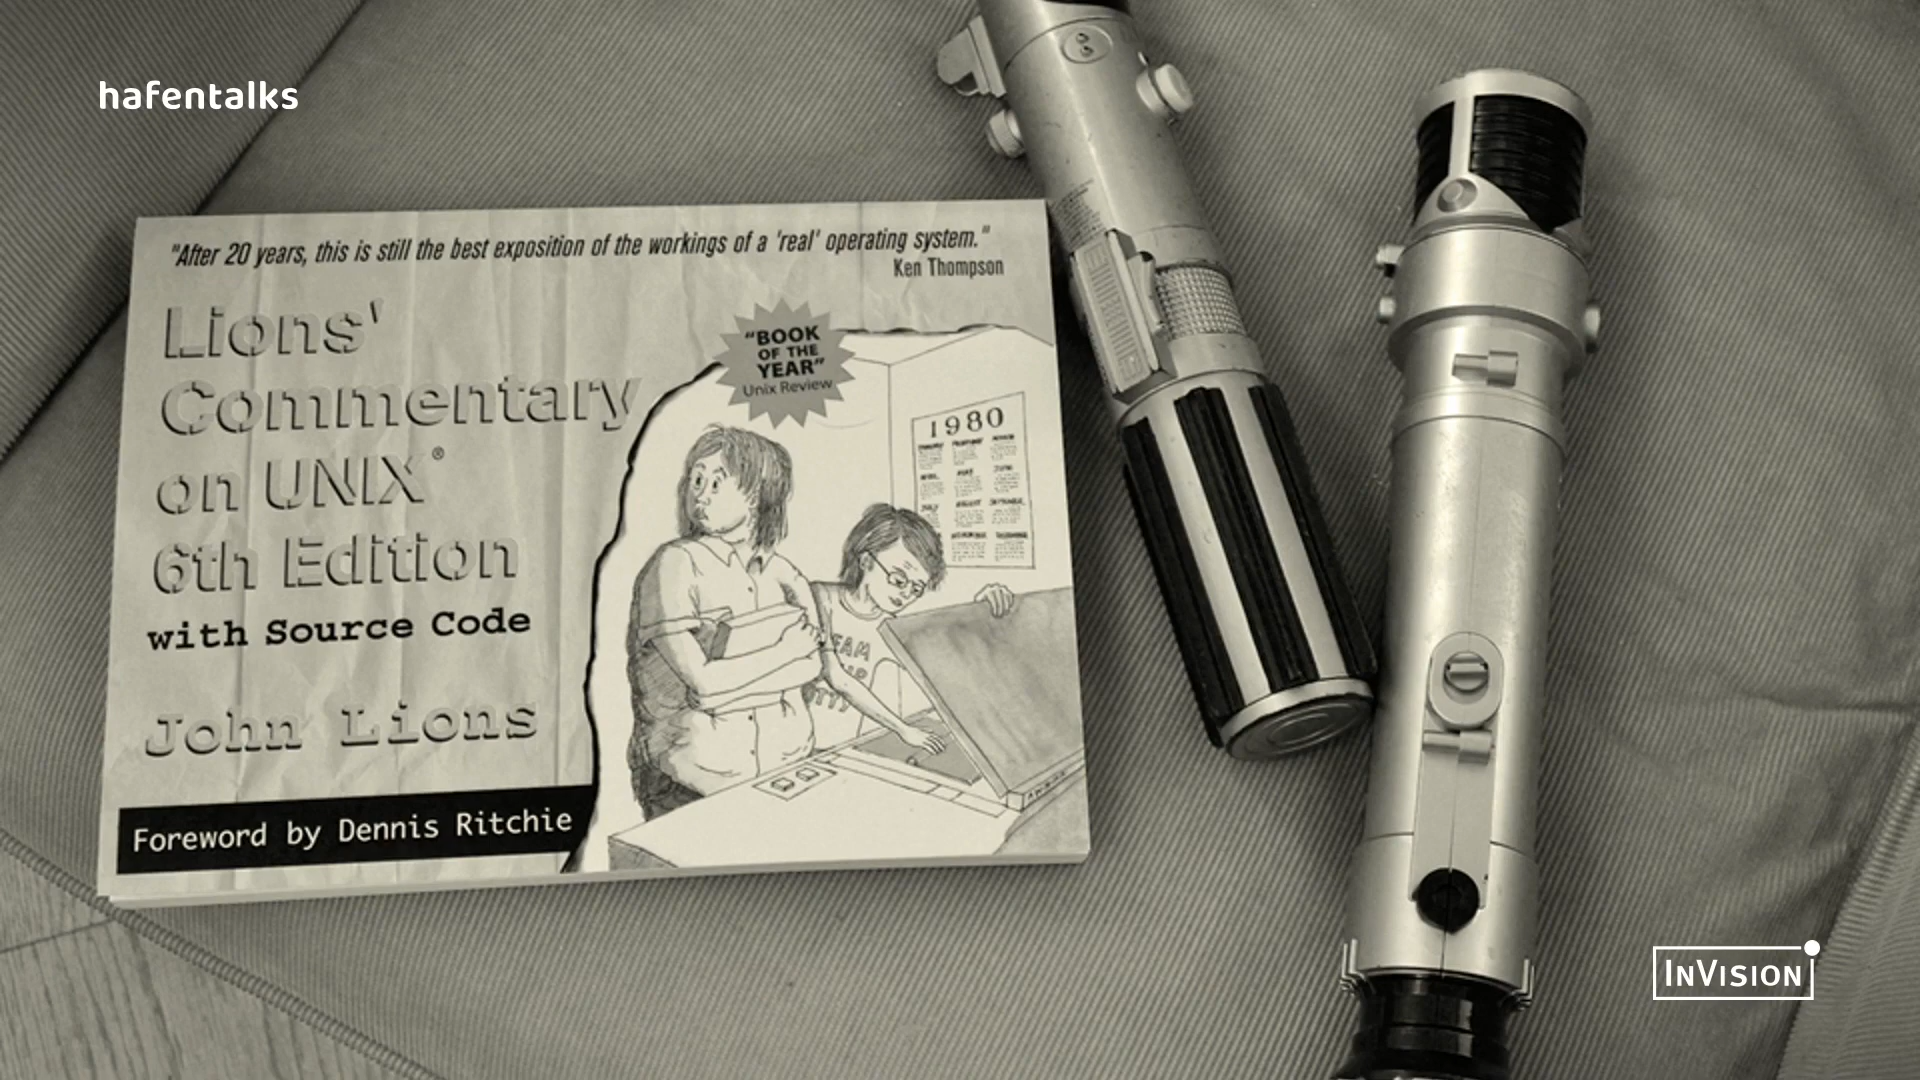 hafentalks
"After 20 years, this is still the best exposition of the workings of a 'real' operating system."
Ken Thompson
Lions'
Commentary
on UNIX®
6th Edition
with Source Code
John Lions
Foreword by Dennis Ritchie
"BOOK
OF THE
YEAR"
Unix Review
1980
INVISION